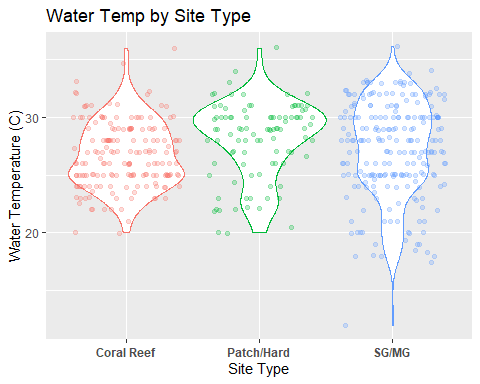 Water Temp by Site Type
Water Temperature (C)
30
20
Coral Reef Patch/Hard SG/MG
Site Type